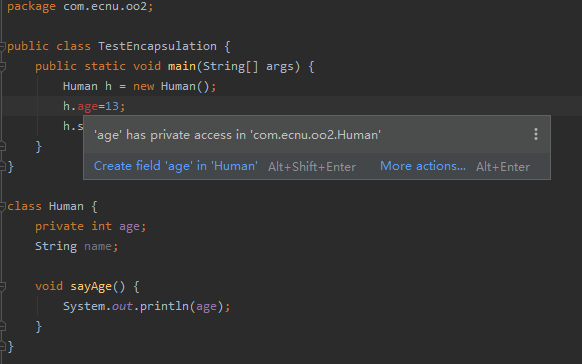 package com.ecnu.oo2;
public class TestEncapsulation {
public static void main(String[] args) {
Human h = new Human();
h.age=13;
h.s
'age' has private access in 'com.ecnu.oo2.Human'
Create field 'age' in 'Human' Alt+Shift+Enter More actions... Alt+Enter
}
}
class Human {
private int age;
String name;
void sayAge() {
System.out.println(age);
}
}